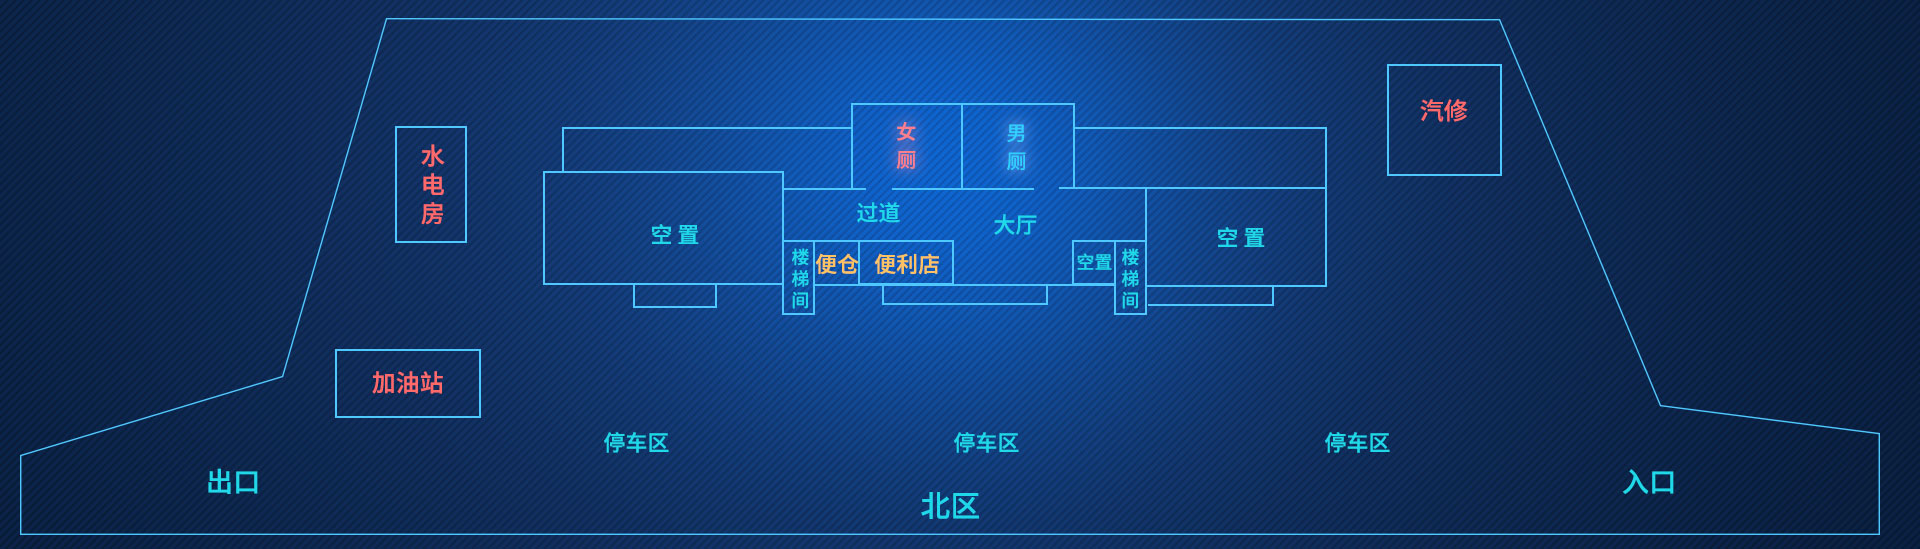 汽修
女厕
男厕
水电房
过道
大厅
空置
空置
楼梯间
便仓
便利店
空置
楼梯间
加油站
停车区
停车区
停车区
出口
入口
北区